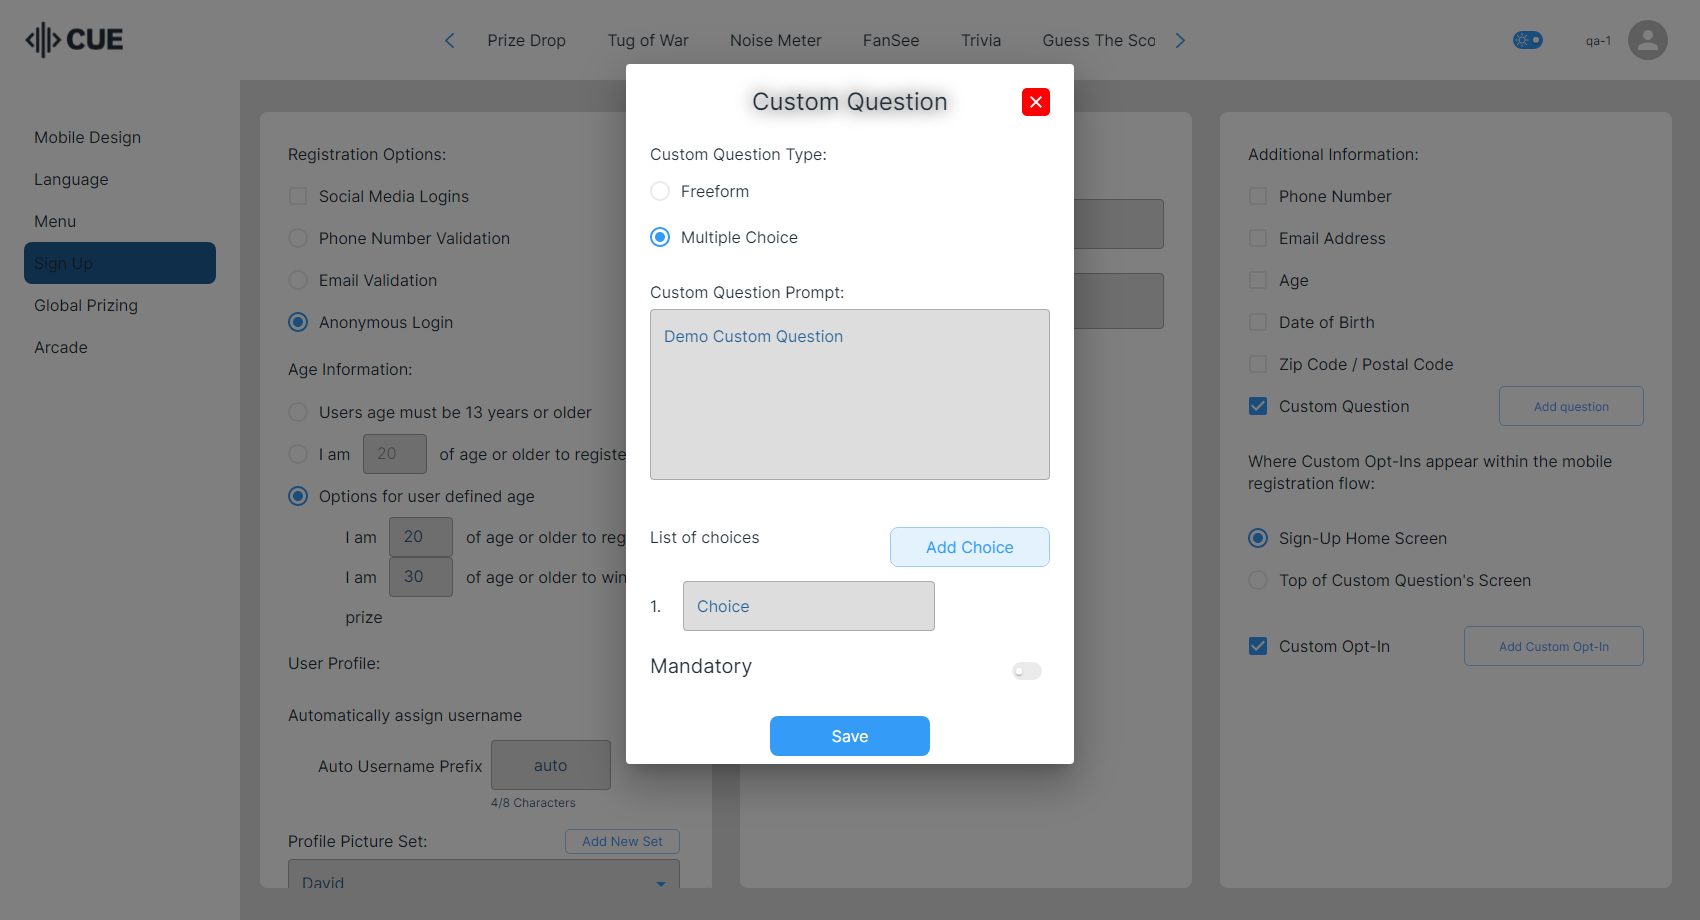 CUE
Prize Drop
Tug of War
Noise Meter
FanSee
Trivia
Guess The Sco
qa-1
Mobile Design
Language
Menu
Sign Up
Global Prizing
Arcade
Registration Options:
Social Media Logins
Phone Number Validation
Email Validation
Anonymous Login
Age Information:
Users age must be 13 years or older
I am 20 of age or older to registe
Options for user defined age
I am 20 of age or older to reg
I am 30 of age or older to win
prize
User Profile:
Automatically assign username
Auto Username Prefix auto
4/8 Characters
Profile Picture Set: Add New Set
David
Custom Question
Custom Question Type:
Freeform
Multiple Choice
Custom Question Prompt:
Demo Custom Question
List of choices Add Choice
1. Choice
Mandatory
Save
Additional Information:
Phone Number
Email Address
Age
Date of Birth
Zip Code / Postal Code
Custom Question Add question
Where Custom Opt-Ins appear within the mobile
registration flow:
Sign-Up Home Screen
Top of Custom Question's Screen
Custom Opt-In Add Custom Opt-In